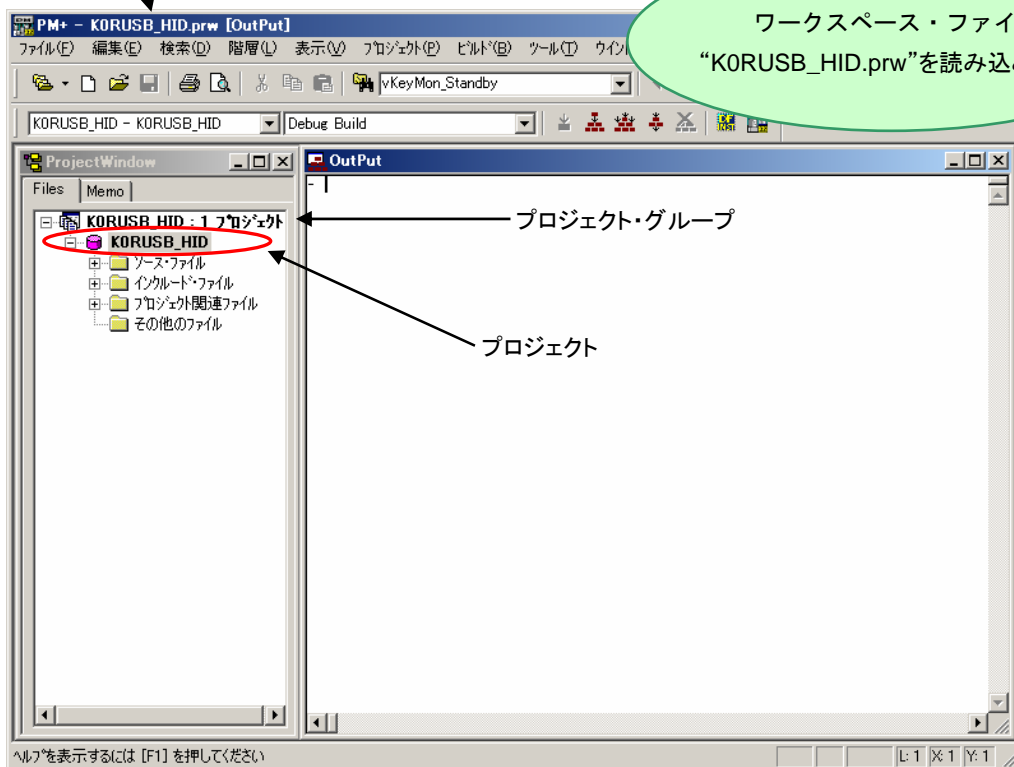 PM+ - K0RUSB_HID.prw [OutPut]
ワークスペース・ファイ
“K0RUSB_HID.prw”を読み込
ファイル(F) 編集(E) 検索(D) 階層(L) 表示(V) プロジェクト(P) ビルド(B) ツール(T) ウイン
vKeyMon_Standby
K0RUSB_HID - K0RUSB_HID
Debug Build
ProjectWindow
OutPut
Files Memo
K0RUSB_HID : 1 プロジェクト
プロジェクト・グループ
K0RUSB_HID
ソース・ファイル
インクルード・ファイル
プロジェクト関連ファイル
その他のファイル
プロジェクト
ヘルプを表示するには [F1] を押してください
L: 1 X: 1 Y: 1